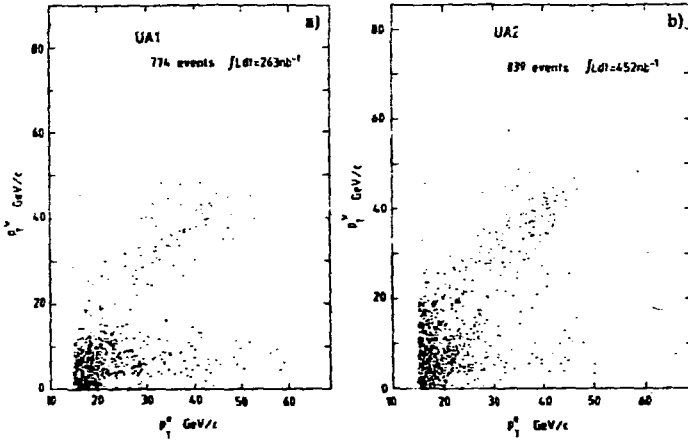 a)
UA1
774 events ∫Ldt=263nb⁻¹
80
60
40
20
0
p_T^ν GeV/c
10 20 30 40 50 60
p_T^e GeV/c
b)
UA2
839 events ∫Ldt=452nb⁻¹
80
60
40
20
0
p_T^ν GeV/c
10 20 30 40 50 60
p_T^e GeV/c